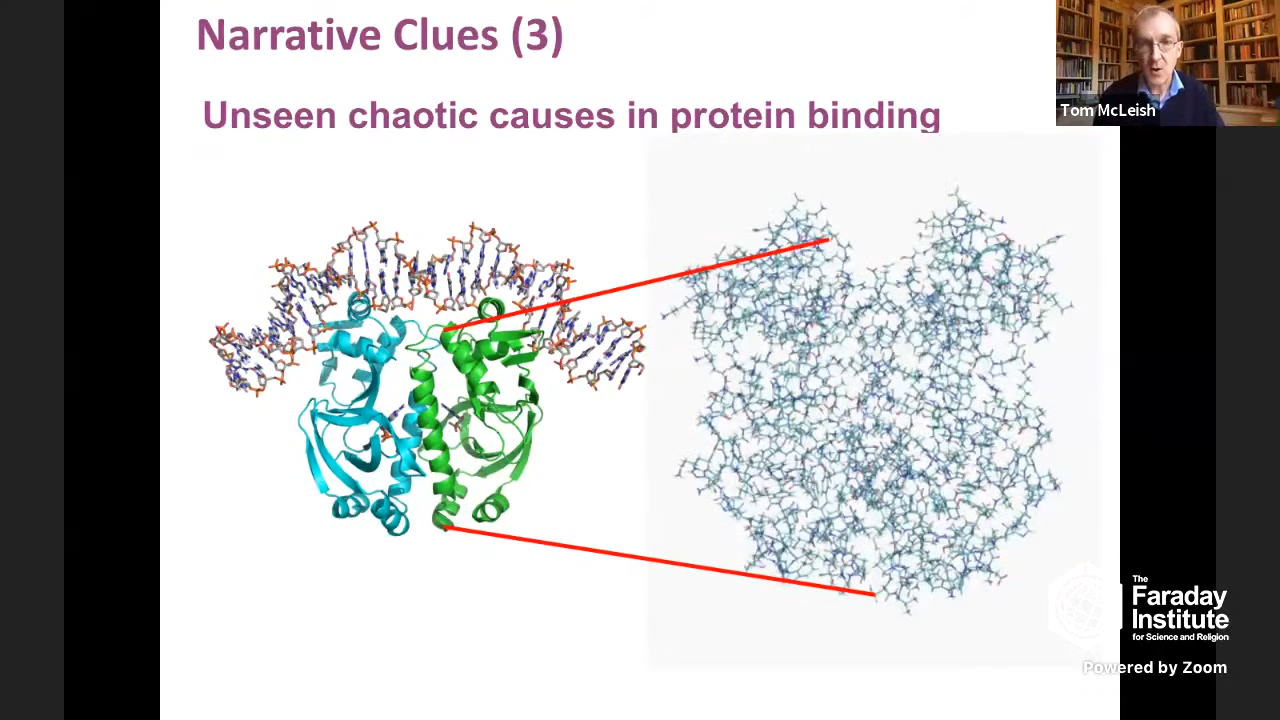 Narrative Clues (3)
Unseen chaotic causes in protein binding
Tom McLeish
The
Faraday
Institute
for Science and Religion
Powered by Zoom